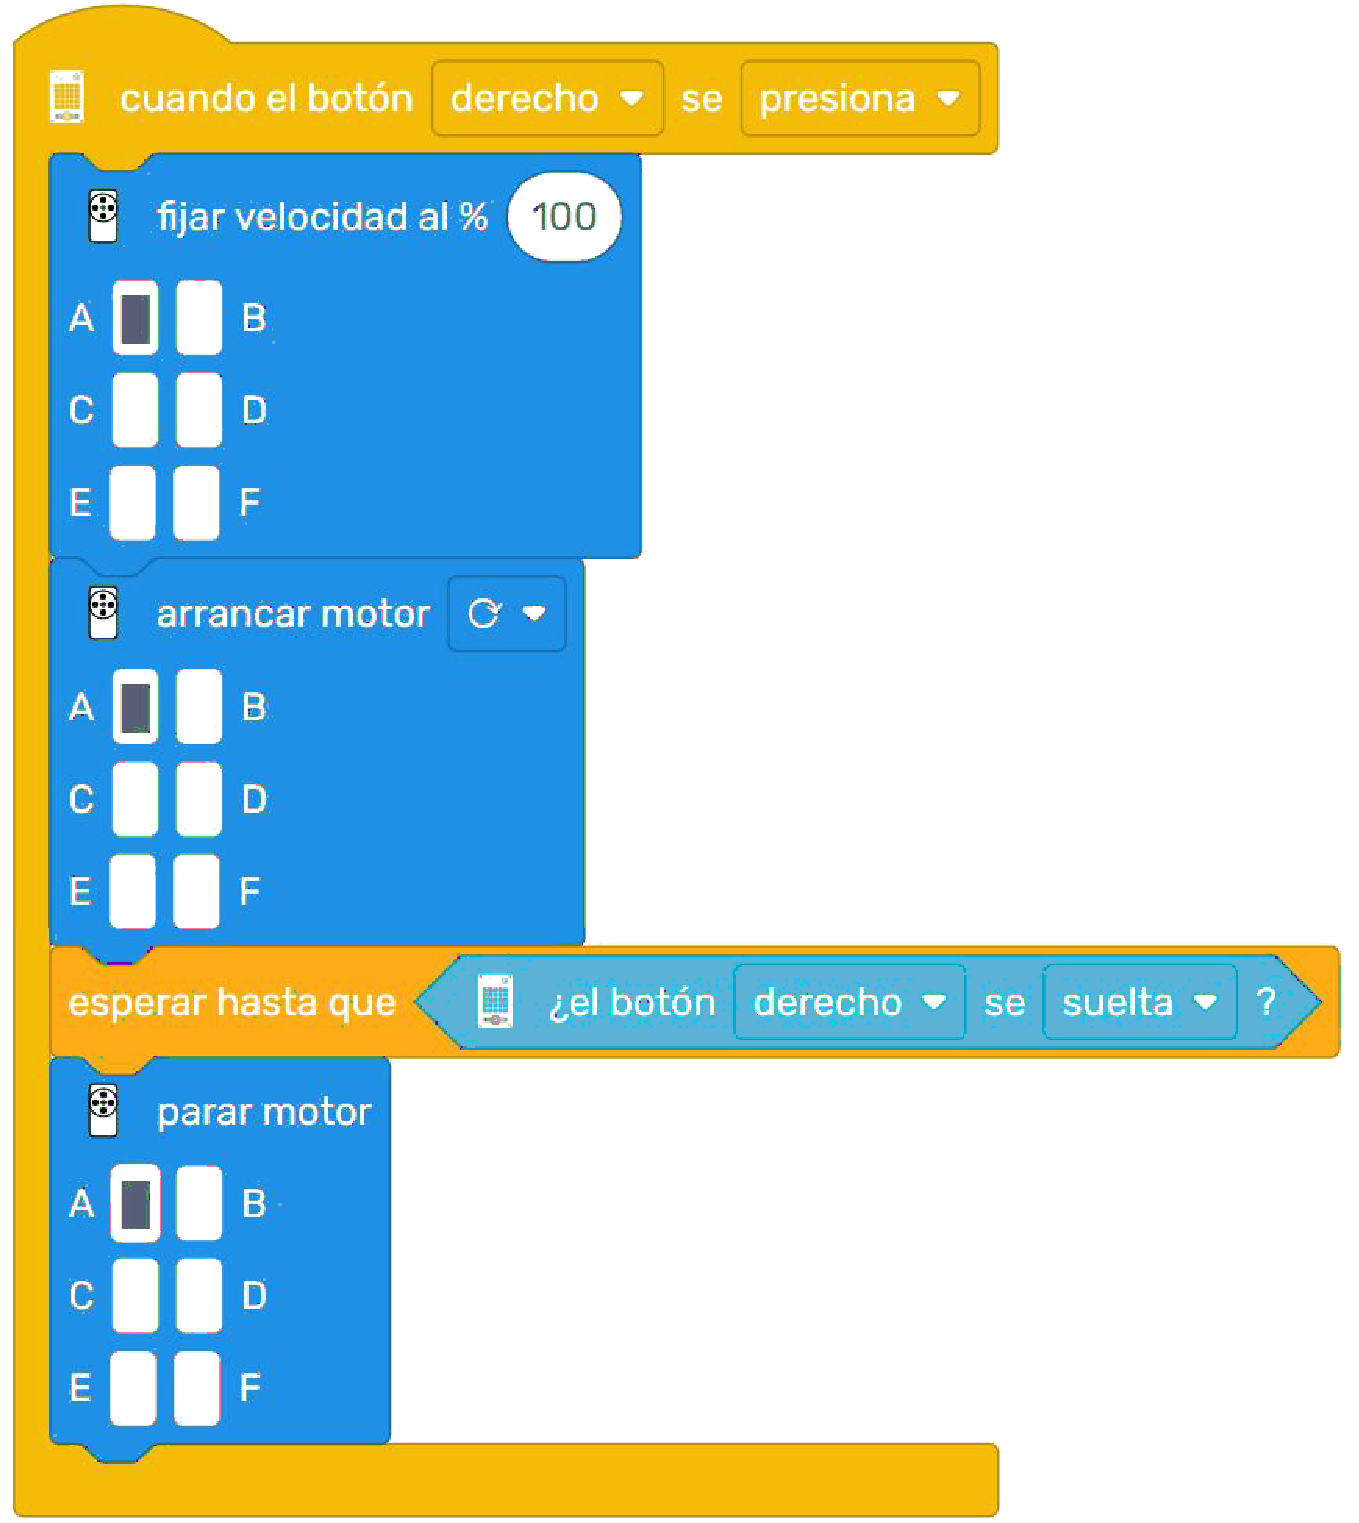 cuando el botón derecho se presiona
fijar velocidad al % 100
A B
C D
E F
arrancar motor
A B
C D
E F
esperar hasta que ¿el botón derecho se suelta ?
parar motor
A B
C D
E F